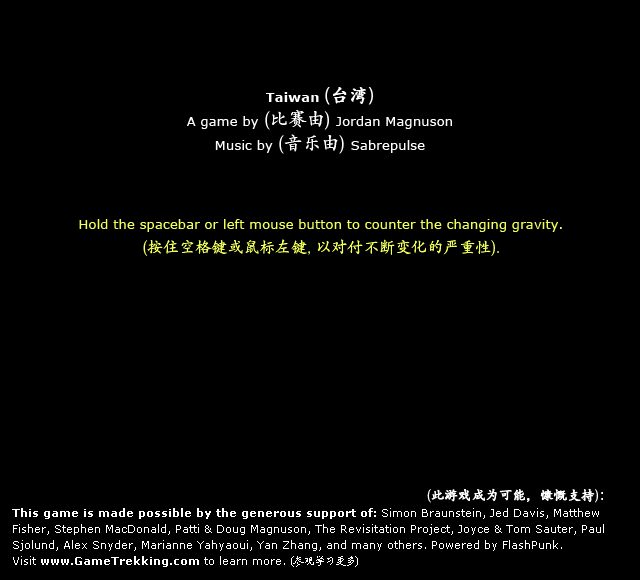 Taiwan (台湾)
A game by (比赛由) Jordan Magnuson
Music by (音乐由) Sabrepulse
Hold the spacebar or left mouse button to counter the changing gravity.
(按住空格键或鼠标左键, 以对付不断变化的严重性).
(此游戏成为可能，慷慨支持):
This game is made possible by the generous support of: Simon Braunstein, Jed Davis, Matthew
Fisher, Stephen MacDonald, Patti & Doug Magnuson, The Revisitation Project, Joyce & Tom Sauter, Paul
Sjolund, Alex Snyder, Marianne Yahyaoui, Yan Zhang, and many others. Powered by FlashPunk.
Visit www.GameTrekking.com to learn more. (参观学习更多)